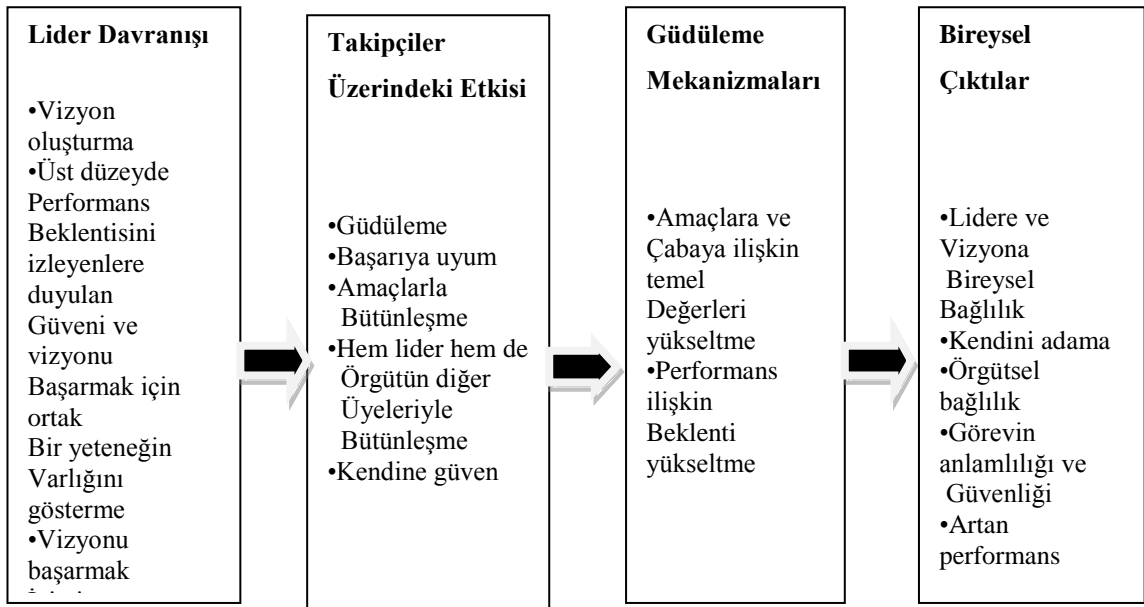 Lider Davranışı
•Vizyon
oluşturma
•Üst düzeyde
Performans
Beklentisini
izleyenlere
duyulan
Güveni ve
vizyonu
Başarmak için
ortak
Bir yeteneğin
Varlığını
gösterme
•Vizyonu
başarmak
Takipçiler
Üzerindeki Etkisi
•Güdüleme
•Başarıya uyum
•Amaçlarla
Bütünleşme
•Hem lider hem de
Örgütün diğer
Üyeleriyle
Bütünleşme
•Kendine güven
Güdüleme
Mekanizmaları
•Amaçlara ve
Çabaya ilişkin
temel
Değerleri
yükseltme
•Performans
ilişkin
Beklenti
yükseltme
Bireysel
Çıktılar
•Lidere ve
Vizyona
Bireysel
Bağlılık
•Kendini adama
•Örgütsel
bağlılık
•Görevin
anlamlılığı ve
Güvenliği
•Artan
performans